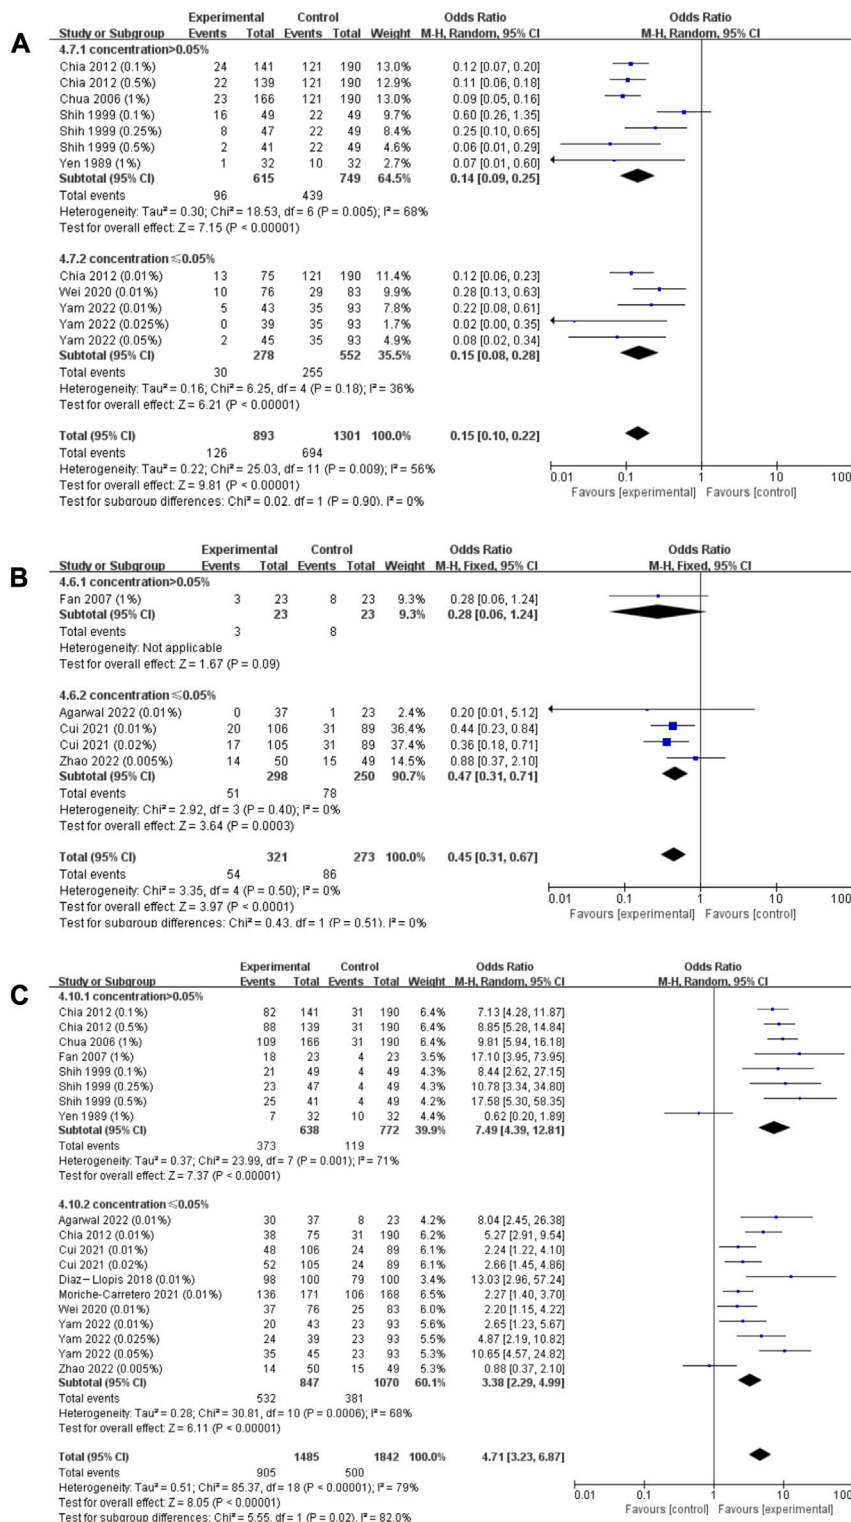 A
Experimental Control Odds Ratio Odds Ratio
Study or Subgroup Events Total Events Total Weight M-H, Random, 95% CI M-H, Random, 95% CI
4.7.1 concentration>0.05%
Chia 2012 (0.1%) 24 141 121 190 13.0% 0.12 [0.07, 0.20]
Chia 2012 (0.5%) 22 139 121 190 12.9% 0.11 [0.06, 0.18]
Chua 2006 (1%) 23 166 121 190 13.0% 0.09 [0.05, 0.16]
Shih 1999 (0.1%) 16 49 22 49 9.7% 0.60 [0.26, 1.35]
Shih 1999 (0.25%) 8 47 22 49 8.4% 0.25 [0.10, 0.65]
Shih 1999 (0.5%) 2 41 22 49 4.6% 0.06 [0.01, 0.29]
Yen 1989 (1%) 1 32 10 32 2.7% 0.07 [0.01, 0.60]
Subtotal (95% CI) 615 749 64.5% 0.14 [0.09, 0.25]
Total events 96 439
Heterogeneity: Tau² = 0.30; Chi² = 18.53, df = 6 (P = 0.005); I² = 68%
Test for overall effect: Z = 7.15 (P < 0.00001)
4.7.2 concentration≤0.05%
Chia 2012 (0.01%) 13 75 121 190 11.4% 0.12 [0.06, 0.23]
Wei 2020 (0.01%) 10 76 29 83 9.9% 0.28 [0.13, 0.63]
Yam 2022 (0.01%) 5 43 35 93 7.8% 0.22 [0.08, 0.61]
Yam 2022 (0.025%) 0 39 35 93 1.7% 0.02 [0.00, 0.35]
Yam 2022 (0.05%) 2 45 35 93 4.9% 0.08 [0.02, 0.34]
Subtotal (95% CI) 278 552 35.5% 0.15 [0.08, 0.28]
Total events 30 255
Heterogeneity: Tau² = 0.16; Chi² = 6.25, df = 4 (P = 0.18); I² = 36%
Test for overall effect: Z = 6.21 (P < 0.00001)
Total (95% CI) 893 1301 100.0% 0.15 [0.10, 0.22]
Total events 126 694
Heterogeneity: Tau² = 0.22; Chi² = 25.03, df = 11 (P = 0.009); I² = 56%
Test for overall effect: Z = 9.81 (P < 0.00001)
Test for subgroup differences: Chi² = 0.02, df = 1 (P = 0.90), I² = 0%
0.01 0.1 1 10 100
Favours [experimental] Favours [control]
B
Experimental Control Odds Ratio Odds Ratio
Study or Subgroup Events Total Events Total Weight M-H, Fixed, 95% CI M-H, Fixed, 95% CI
4.6.1 concentration>0.05%
Fan 2007 (1%) 3 23 8 23 9.3% 0.28 [0.06, 1.24]
Subtotal (95% CI) 23 23 9.3% 0.28 [0.06, 1.24]
Total events 3 8
Heterogeneity: Not applicable
Test for overall effect: Z = 1.67 (P = 0.09)
4.6.2 concentration≤0.05%
Agarwal 2022 (0.01%) 0 37 1 23 2.4% 0.20 [0.01, 5.12]
Cui 2021 (0.01%) 20 106 31 89 36.4% 0.44 [0.23, 0.84]
Cui 2021 (0.02%) 17 105 31 89 37.4% 0.36 [0.18, 0.71]
Zhao 2022 (0.005%) 14 50 15 49 14.5% 0.88 [0.37, 2.10]
Subtotal (95% CI) 298 250 90.7% 0.47 [0.31, 0.71]
Total events 51 78
Heterogeneity: Chi² = 2.92, df = 3 (P = 0.40); I² = 0%
Test for overall effect: Z = 3.64 (P = 0.0003)
Total (95% CI) 321 273 100.0% 0.45 [0.31, 0.67]
Total events 54 86
Heterogeneity: Chi² = 3.35, df = 4 (P = 0.50); I² = 0%
Test for overall effect: Z = 3.97 (P < 0.0001)
Test for subgroup differences: Chi² = 0.43, df = 1 (P = 0.51), I² = 0%
0.01 0.1 1 10 100
Favours [experimental] Favours [control]
C
Experimental Control Odds Ratio Odds Ratio
Study or Subgroup Events Total Events Total Weight M-H, Random, 95% CI M-H, Random, 95% CI
4.10.1 concentration>0.05%
Chia 2012 (0.1%) 82 141 31 190 6.4% 7.13 [4.28, 11.87]
Chia 2012 (0.5%) 88 139 31 190 6.4% 8.85 [5.28, 14.84]
Chua 2006 (1%) 109 166 31 190 6.4% 9.81 [5.94, 16.18]
Fan 2007 (1%) 18 23 4 23 3.5% 17.10 [3.95, 73.95]
Shih 1999 (0.1%) 21 49 4 49 4.3% 8.44 [2.62, 27.15]
Shih 1999 (0.25%) 23 47 4 49 4.3% 10.78 [3.34, 34.80]
Shih 1999 (0.5%) 25 41 4 49 4.2% 17.58 [5.30, 58.35]
Yen 1989 (1%) 7 32 10 32 4.4% 0.62 [0.20, 1.89]
Subtotal (95% CI) 638 772 39.9% 7.49 [4.39, 12.81]
Total events 373 119
Heterogeneity: Tau² = 0.37; Chi² = 23.99, df = 7 (P = 0.001); I² = 71%
Test for overall effect: Z = 7.37 (P < 0.00001)
4.10.2 concentration≤0.05%
Agarwal 2022 (0.01%) 30 37 8 23 4.2% 8.04 [2.45, 26.38]
Chia 2012 (0.01%) 38 75 31 190 6.2% 5.27 [2.91, 9.54]
Cui 2021 (0.01%) 48 106 24 89 6.1% 2.24 [1.22, 4.10]
Cui 2021 (0.02%) 52 105 24 89 6.1% 2.66 [1.45, 4.86]
Diaz−Llopis 2018 (0.01%) 98 100 79 100 3.4% 13.03 [2.96, 57.24]
Moriche-Carretero 2021 (0.01%) 136 171 106 168 6.5% 2.27 [1.40, 3.70]
Wei 2020 (0.01%) 37 76 25 83 6.0% 2.20 [1.15, 4.22]
Yam 2022 (0.01%) 20 43 23 93 5.6% 2.65 [1.23, 5.67]
Yam 2022 (0.025%) 24 39 23 93 5.5% 4.87 [2.19, 10.82]
Yam 2022 (0.05%) 35 45 23 93 5.4% 10.65 [4.57, 24.82]
Zhao 2022 (0.005%) 14 50 15 49 5.3% 0.88 [0.37, 2.10]
Subtotal (95% CI) 847 1070 60.1% 3.38 [2.29, 4.99]
Total events 532 381
Heterogeneity: Tau² = 0.28; Chi² = 30.81, df = 10 (P = 0.0006); I² = 68%
Test for overall effect: Z = 6.11 (P < 0.00001)
Total (95% CI) 1485 1842 100.0% 4.71 [3.23, 6.87]
Total events 905 500
Heterogeneity: Tau² = 0.51; Chi² = 85.37, df = 18 (P < 0.00001); I² = 79%
Test for overall effect: Z = 8.05 (P < 0.00001)
Test for subgroup differences: Chi² = 5.55, df = 1 (P = 0.02), I² = 82.0%
0.01 0.1 1 10 100
Favours [control] Favours [experimental]